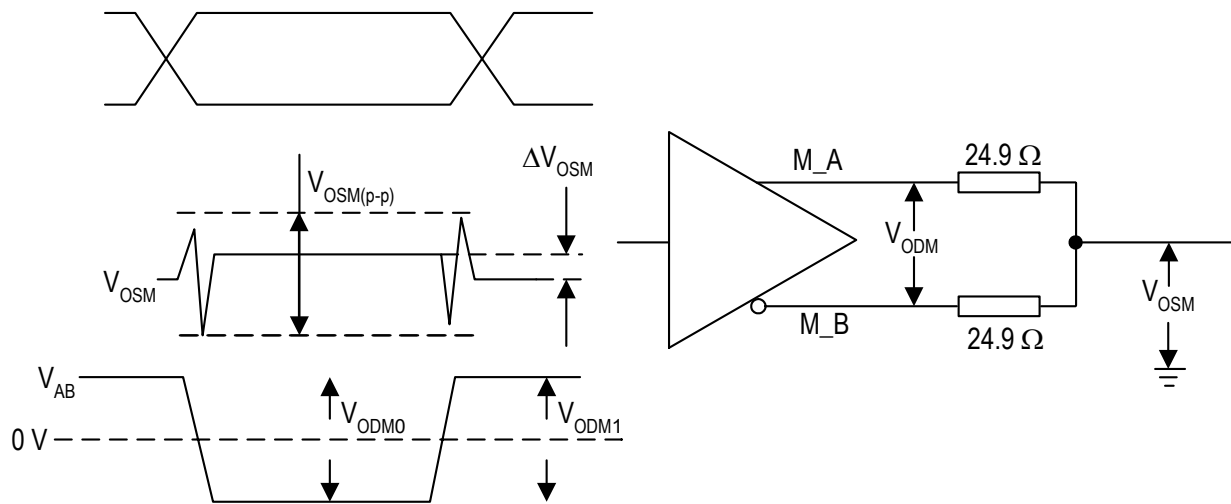 V_OSM(p-p)
ΔV_OSM
V_OSM
V_AB
0 V
V_ODM0
V_ODM1
M_A
24.9 Ω
V_ODM
M_B
24.9 Ω
V_OSM